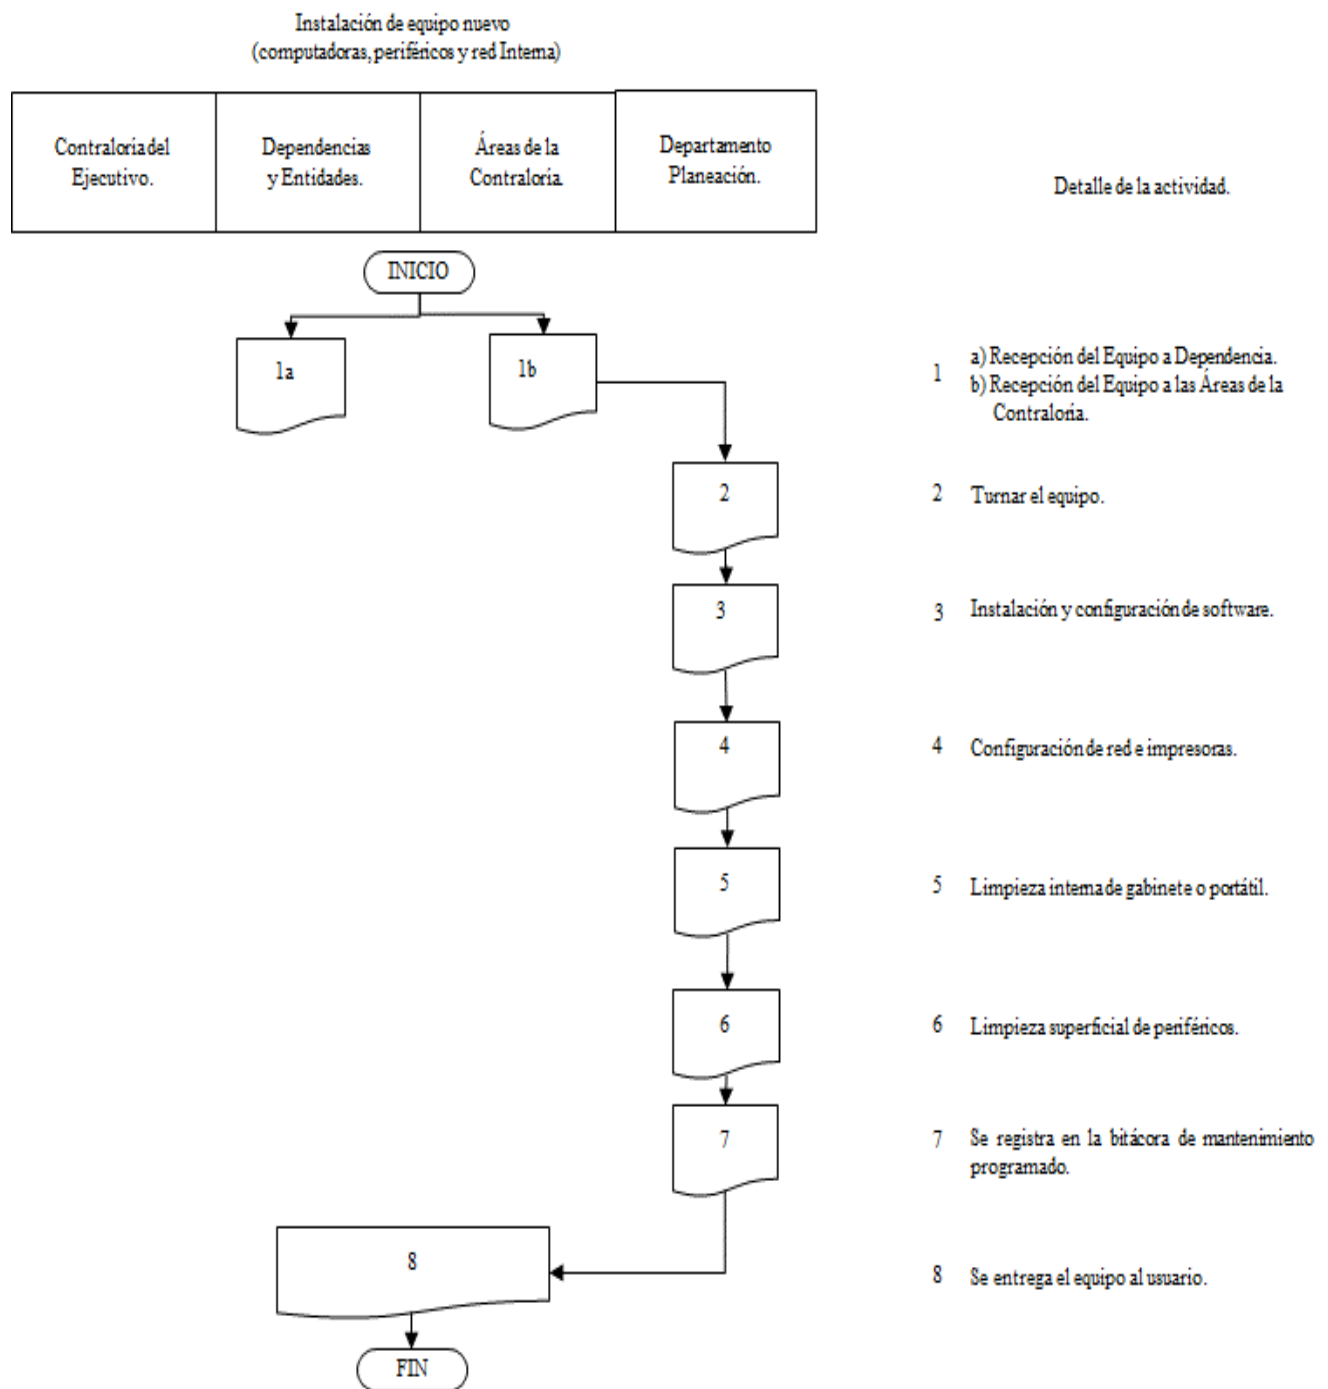 Instalación de equipo nuevo
(computadoras, periféricos y red Interna)
Contraloria del
Ejecutivo.
Dependencias
y Entidades.
Áreas de la
Contraloria.
Departamento
Planeación.
Detalle de la actividad.
INICIO
1a
1b
1
a) Recepción del Equipo a Dependencia.
b) Recepción del Equipo a las Áreas de la
Contraloria.
2
2
Turnar el equipo.
3
3
Instalación y configuración de software.
4
4
Configuración de red e impresoras.
5
5
Limpieza interna de gabinete o portátil.
6
6
Limpieza superficial de periféricos.
7
7
Se registra en la bitácora de mantenimiento
programado.
8
8
Se entrega el equipo al usuario.
FIN